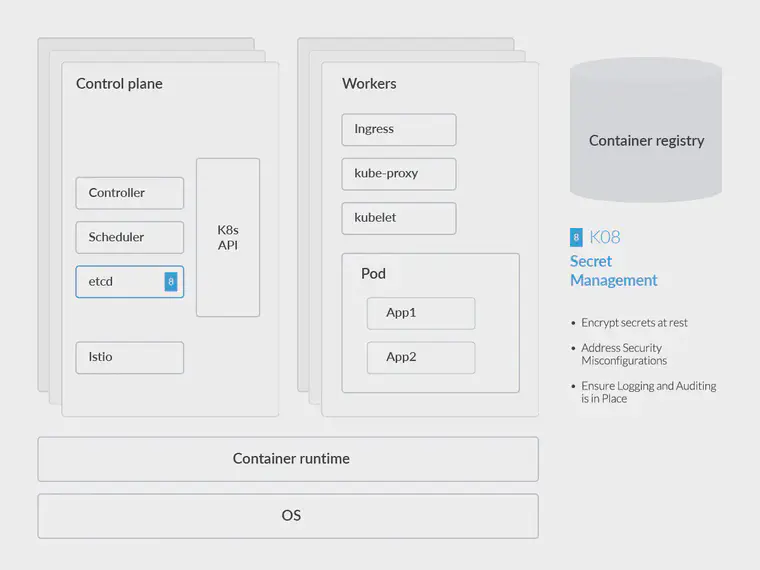 Control plane
Controller
Scheduler
etcd
8
K8s
API
Istio
Workers
Ingress
kube-proxy
kubelet
Pod
App1
App2
Container registry
8 K08
Secret
Management
• Encrypt secrets at rest
• Address Security
Misconfigurations
• Ensure Logging and Auditing
is in Place
Container runtime
OS